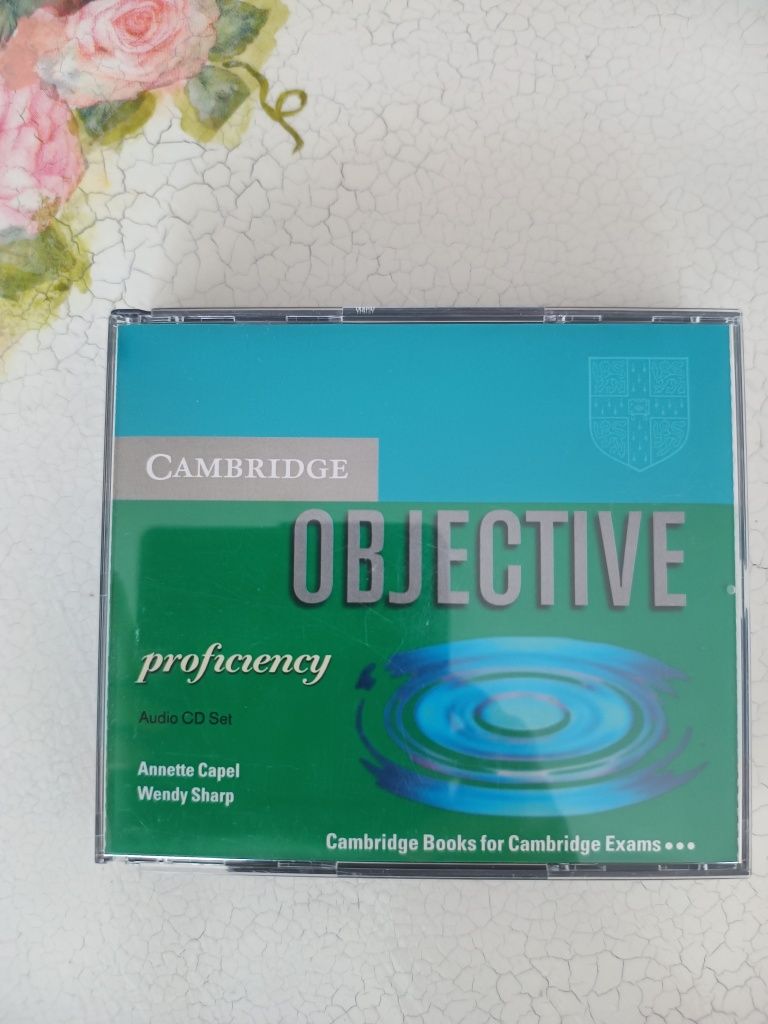 CAMBRIDGE
OBJECTIVE
proficiency
Audio CD Set
Annette Capel
Wendy Sharp
Cambridge Books for Cambridge Exams •••